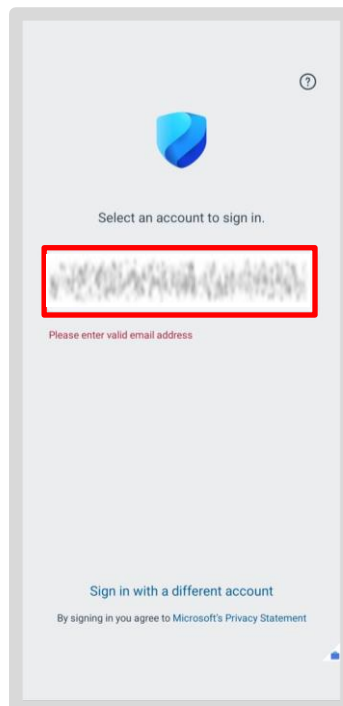 ?
Select an account to sign in.
Please enter valid email address
Sign in with a different account
By signing in you agree to Microsoft's Privacy Statement